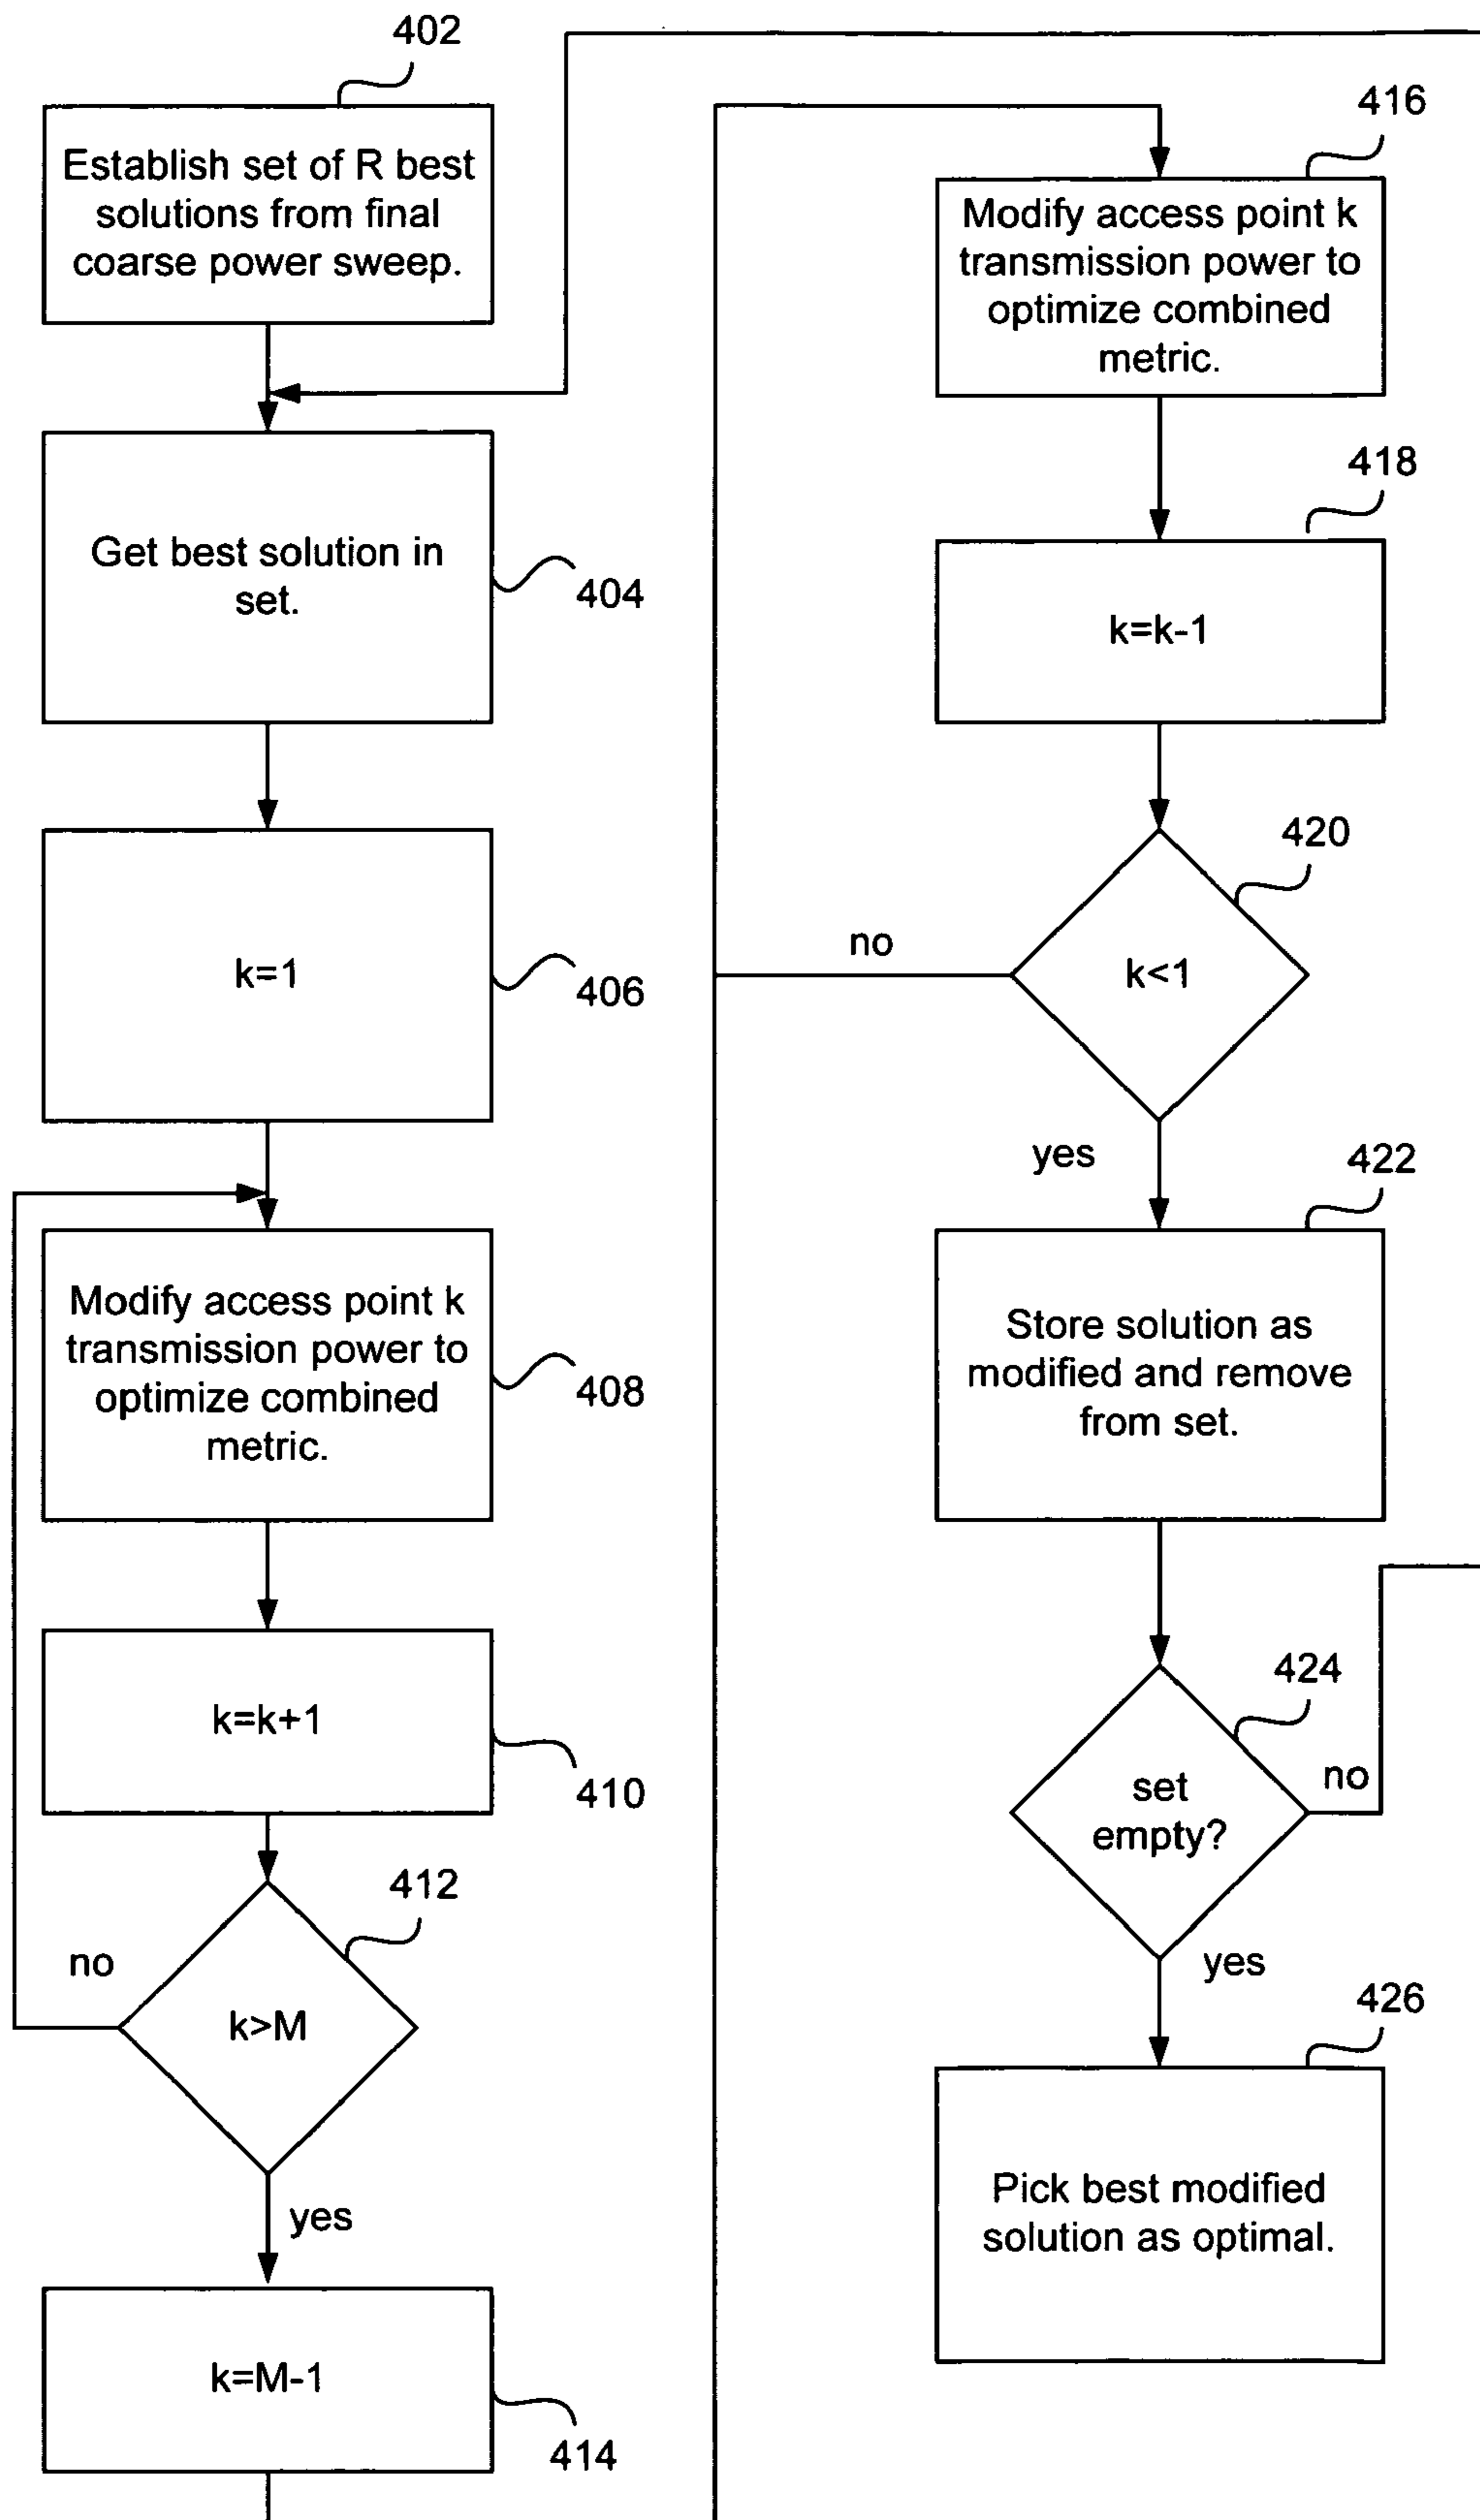 402
Establish set of R best
solutions from final
coarse power sweep.
Get best solution in
set.
404
k=1
406
Modify access point k
transmission power to
optimize combined
metric.
408
k=k+1
410
412
no
k>M
yes
k=M-1
414
416
Modify access point k
transmission power to
optimize combined
metric.
418
k=k-1
420
no
k<1
yes
422
Store solution as
modified and remove
from set.
424
no
set
empty?
yes
426
Pick best modified
solution as optimal.